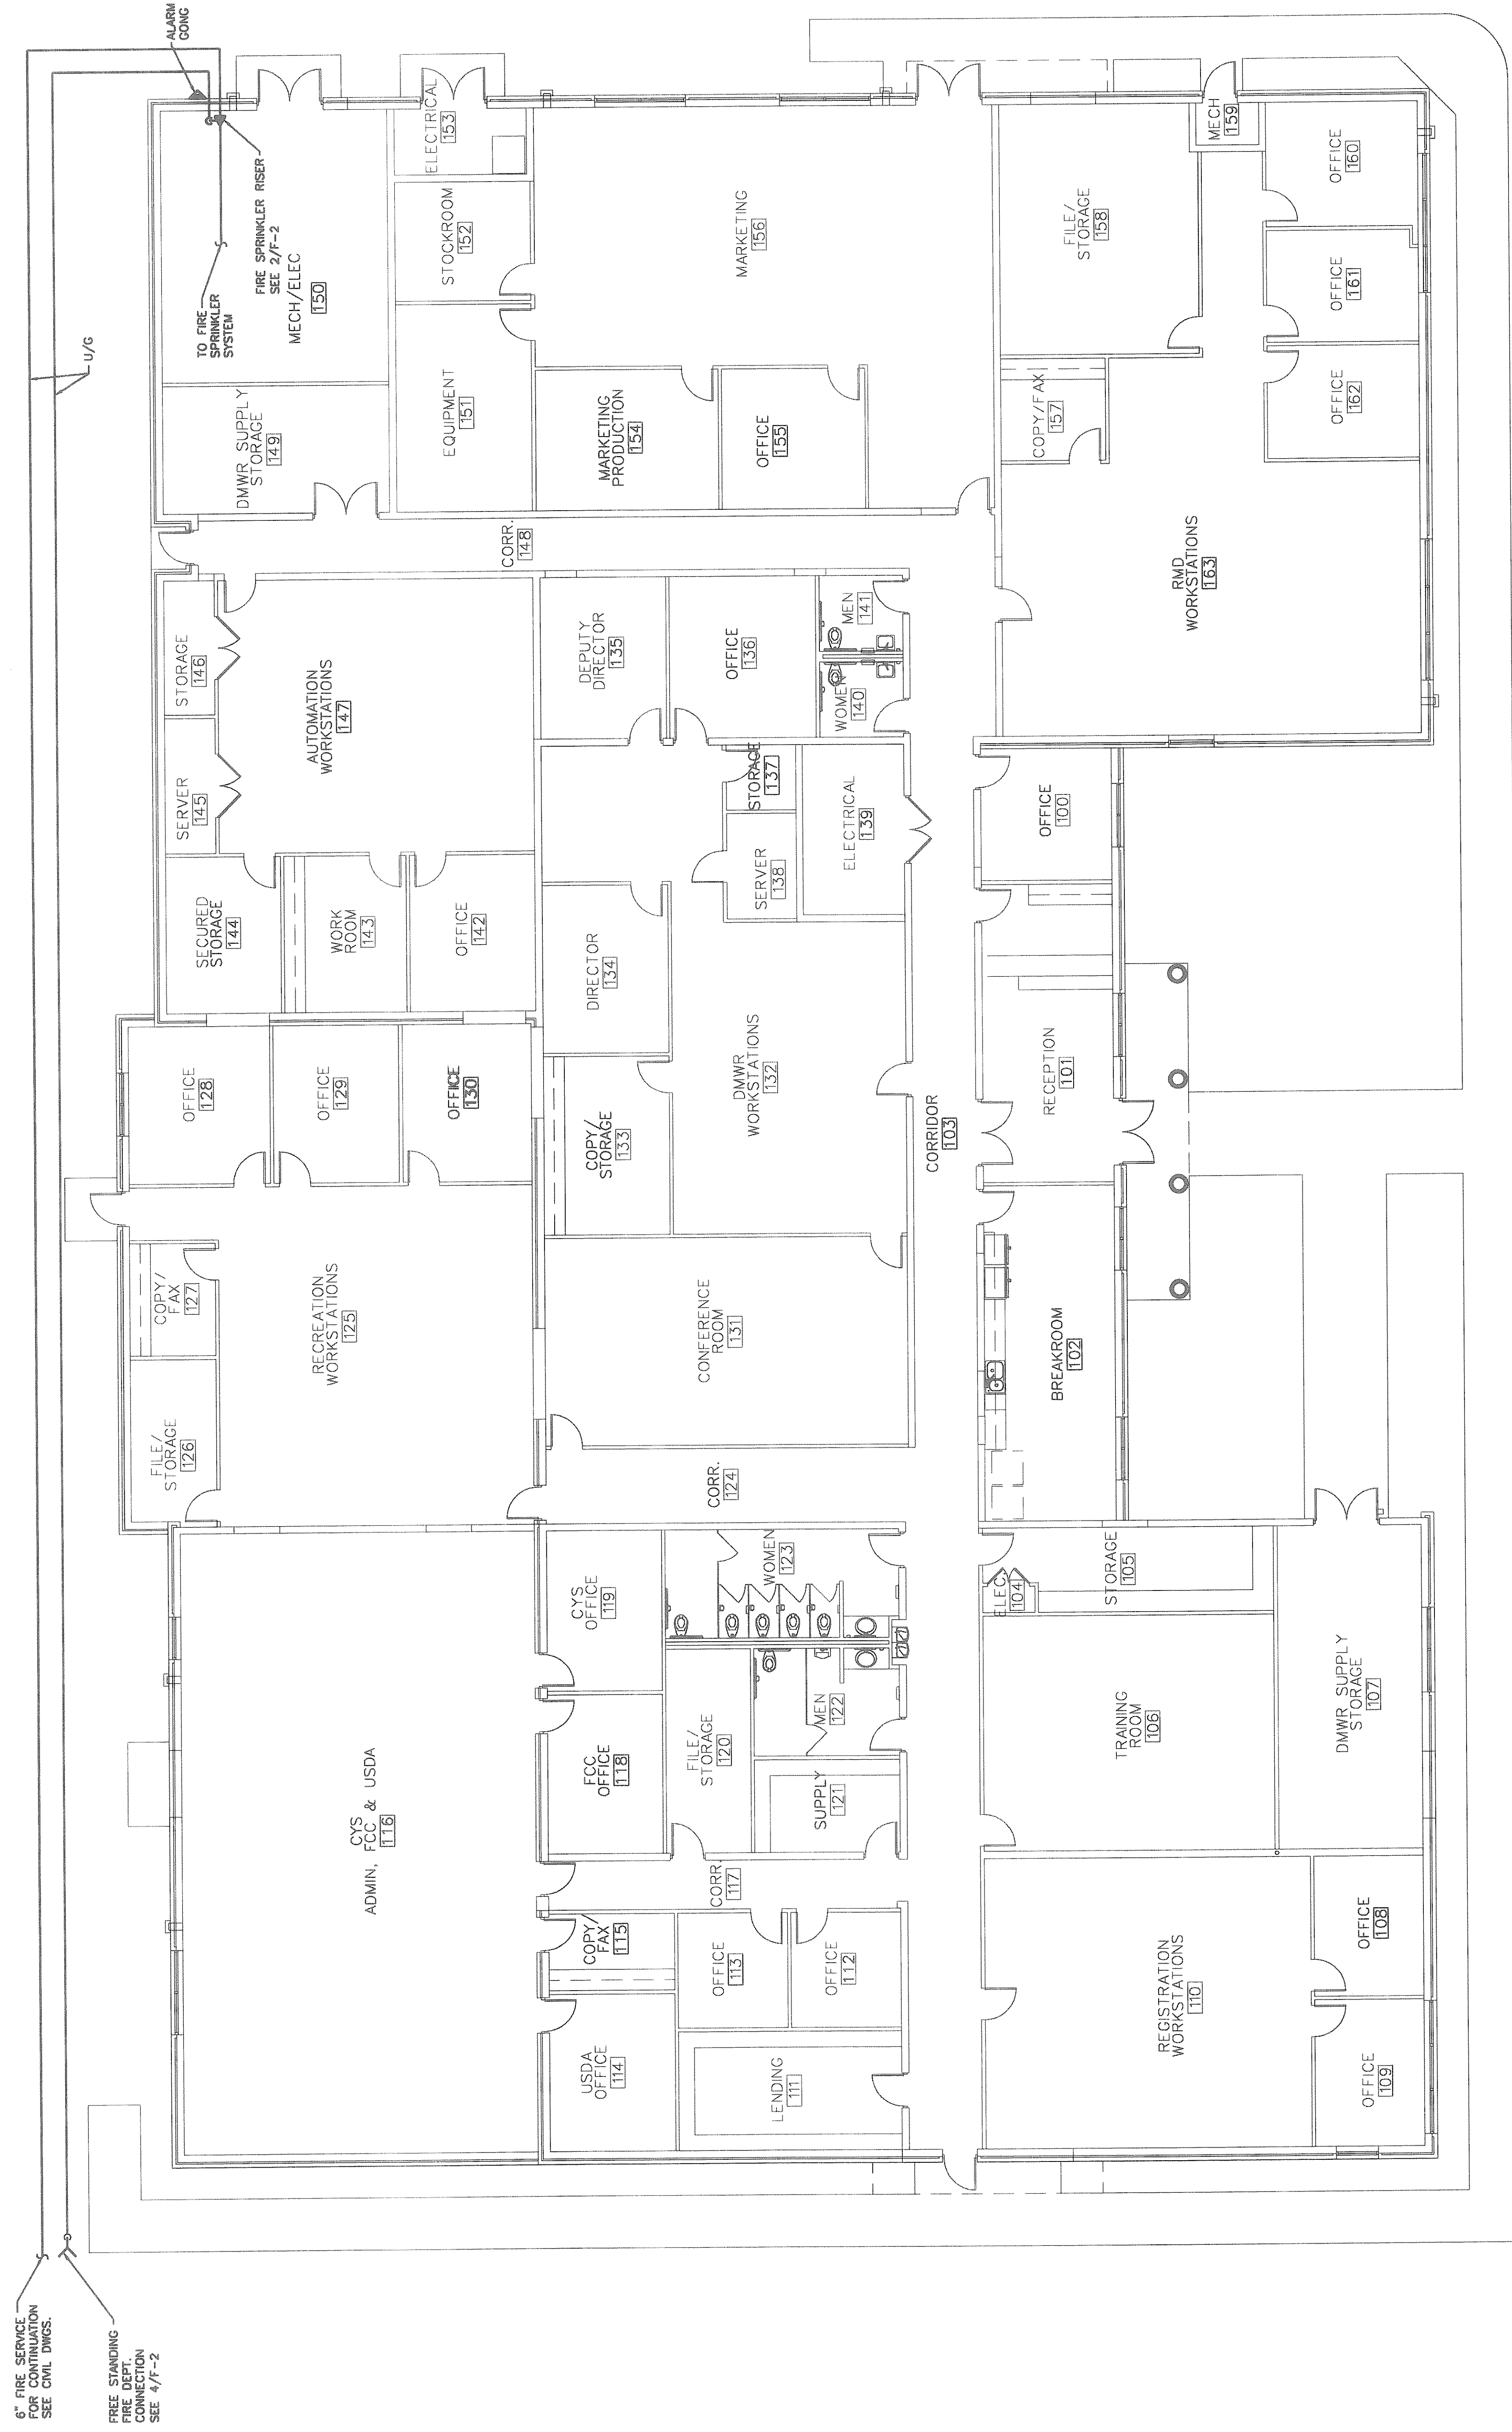 6" FIRE SERVICE
FOR CONTINUATION
SEE CIVIL DWGS.
FREE STANDING
FIRE DEPT.
CONNECTION
SEE 4/F-2
U/G
ALARM
GONG
TO FIRE
SPRINKLER
SYSTEM
FIRE SPRINKLER RISER
SEE 2/F-2
MECH/ELEC
150
DMWR SUPPLY
STORAGE
149
ELECTRICAL
153
STOCKROOM
152
EQUIPMENT
151
MARKETING
156
MARKETING
PRODUCTION
154
OFFICE
155
CORR.
148
FILE/
STORAGE
158
MECH
159
OFFICE
160
OFFICE
161
OFFICE
162
COPY/FAX
157
RMD
WORKSTATIONS
163
STORAGE
146
SERVER
145
AUTOMATION
WORKSTATIONS
147
SECURED
STORAGE
144
WORK
ROOM
143
OFFICE
142
DEPUTY
DIRECTOR
135
OFFICE
136
MEN
141
WOMEN
140
STORAGE
137
SERVER
138
ELECTRICAL
139
DIRECTOR
134
DMWR
WORKSTATIONS
132
COPY/
STORAGE
133
OFFICE
100
RECEPTION
101
CORRIDOR
103
BREAKROOM
102
OFFICE
128
OFFICE
129
OFFICE
130
COPY/
FAX
127
FILE/
STORAGE
126
RECREATION
WORKSTATIONS
125
CONFERENCE
ROOM
131
CORR.
124
CYS
OFFICE
119
WOMEN
123
FCC
OFFICE
118
FILE/
STORAGE
120
MEN
122
SUPPLY
121
CYS
ADMIN, FCC & USDA
116
CORR.
117
COPY/
FAX
115
OFFICE
113
OFFICE
112
USDA
OFFICE
114
LENDING
111
ELEC
104
STORAGE
105
TRAINING
ROOM
106
DMWR SUPPLY
STORAGE
107
REGISTRATION
WORKSTATIONS
110
OFFICE
108
OFFICE
109